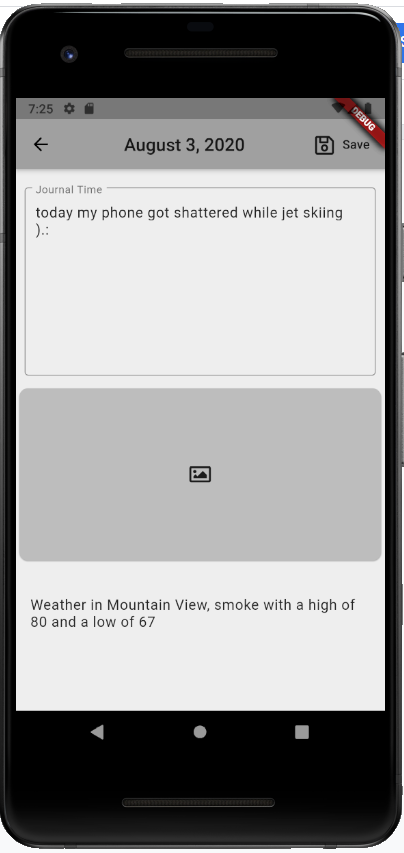 7:25
DEBUG
August 3, 2020
Save
Journal Time
today my phone got shattered while jet skiing
).:
Weather in Mountain View, smoke with a high of
80 and a low of 67